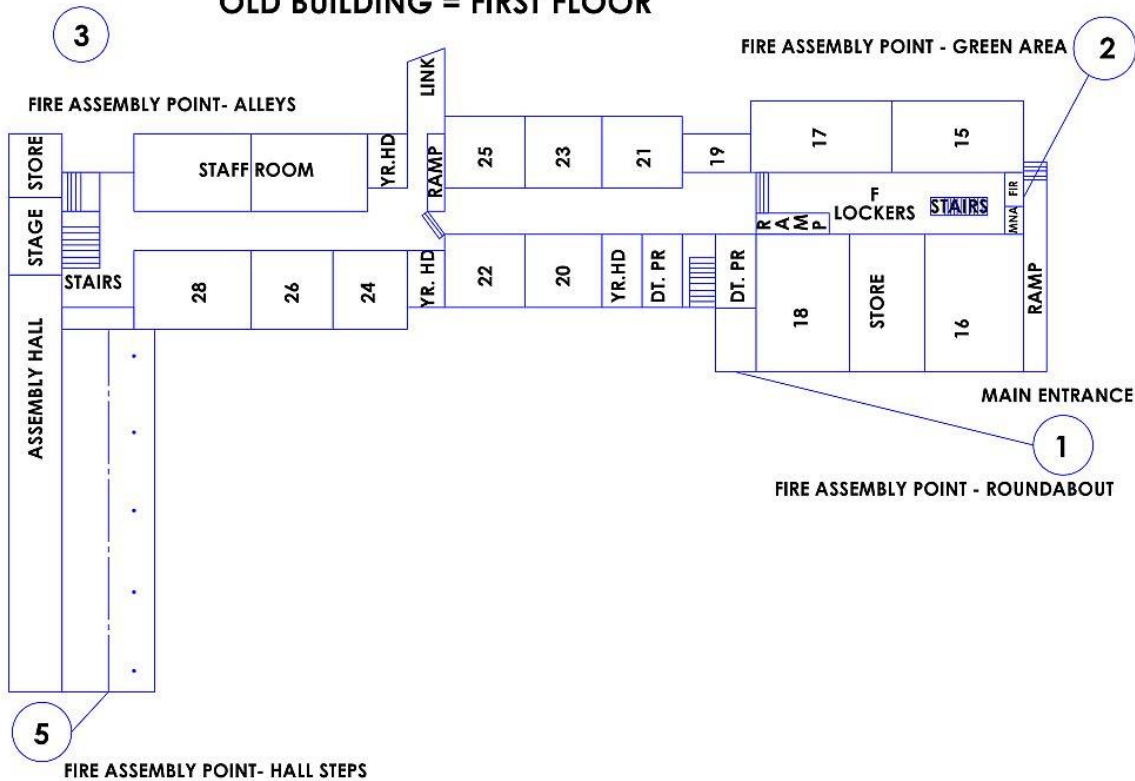 OLD BUILDING = FIRST FLOOR
3
FIRE ASSEMBLY POINT - GREEN AREA
2
FIRE ASSEMBLY POINT- ALLEYS
LINK
STORE
STAFF ROOM
YR.HD
RAMP
25
23
21
19
17
15
F
LOCKERS
STAIRS
FIR
MNA
RAMP
STAGE
STAIRS
28
26
24
YR. HD
22
20
YR.HD
DT. PR
DT. PR
18
STORE
16
RAMP
ASSEMBLY HALL
MAIN ENTRANCE
1
FIRE ASSEMBLY POINT - ROUNDABOUT
5
FIRE ASSEMBLY POINT- HALL STEPS